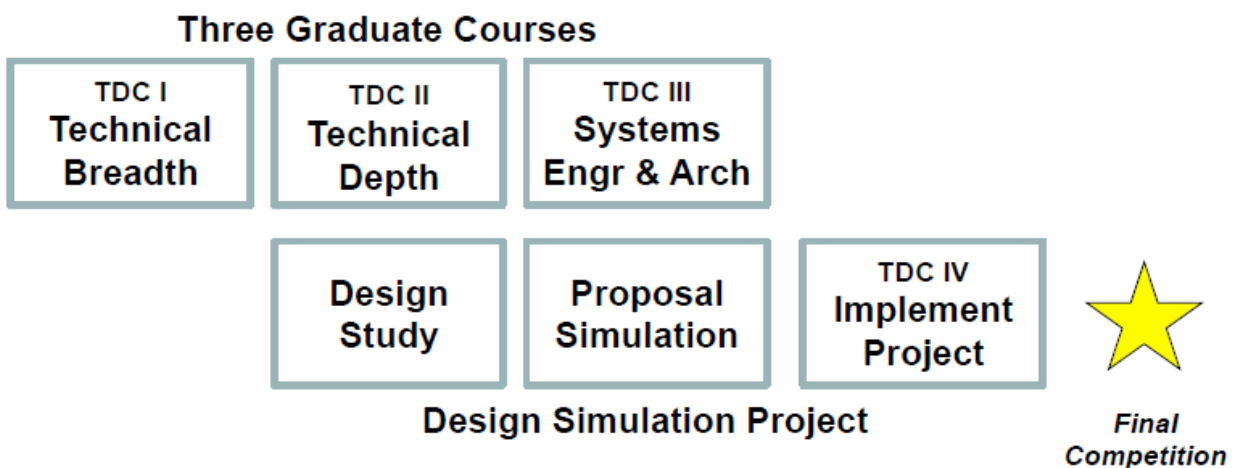 Three Graduate Courses
TDC I
Technical
Breadth
TDC II
Technical
Depth
TDC III
Systems
Engr & Arch
Design
Study
Proposal
Simulation
TDC IV
Implement
Project
Design Simulation Project
Final
Competition